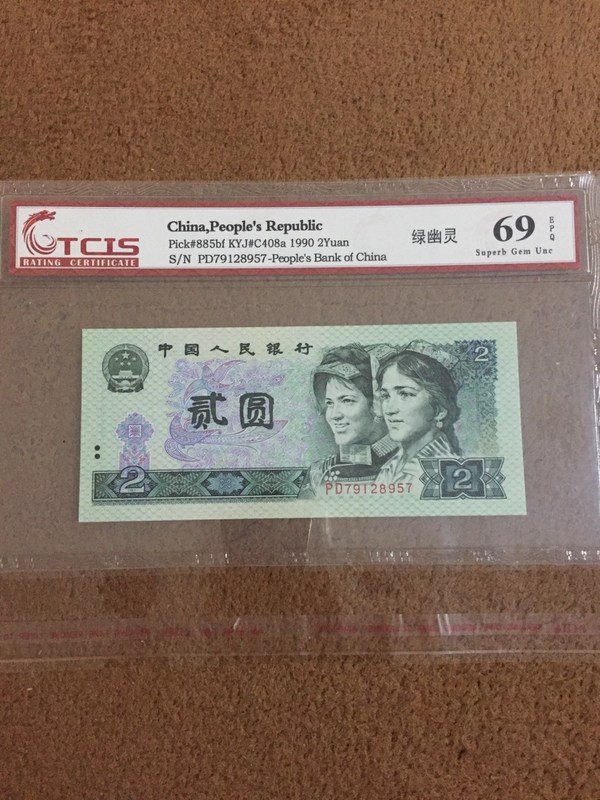 TCIS
RATING CERTIFICATE
China,People's Republic
Pick#885bf KYJ#C408a 1990 2Yuan
S/N PD79128957-People's Bank of China
绿幽灵
69
EPQ
Superb Gem Unc
中国人民银行
2
贰圆
PD79128957
2
2